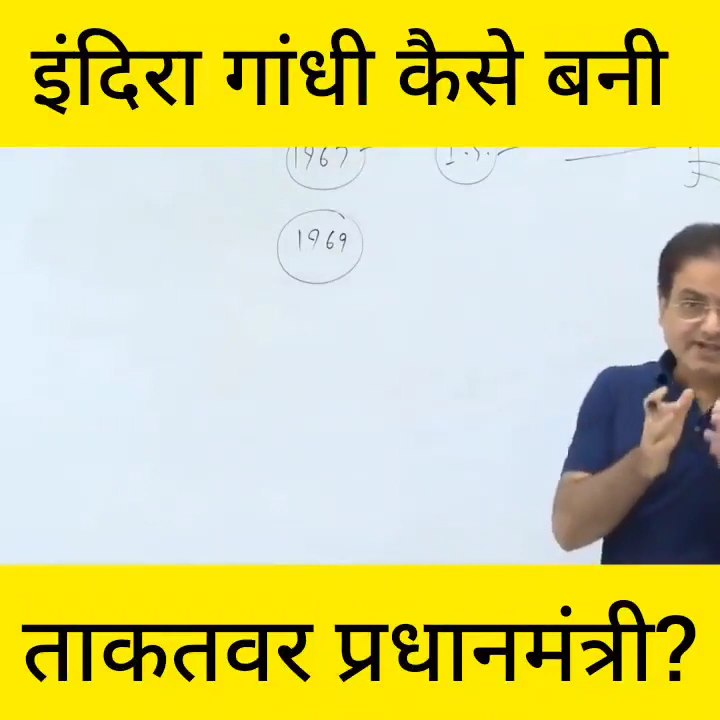 इंदिरा गांधी कैसे बनी
1967
1969
ताकतवर प्रधानमंत्री?